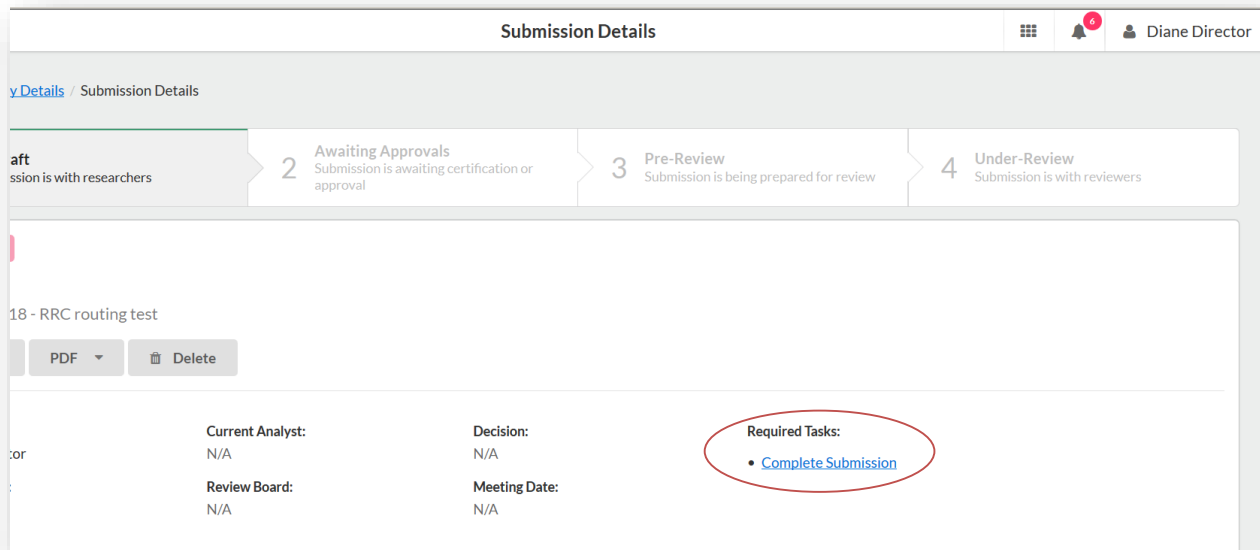 Submission Details
6
Diane Director
y Details / Submission Details
aft
ssion is with researchers
2
Awaiting Approvals
Submission is awaiting certification or
approval
3
Pre-Review
Submission is being prepared for review
4
Under-Review
Submission is with reviewers
18 - RRC routing test
PDF
Delete
Current Analyst:
Decision:
Required Tasks:
tor
N/A
N/A
• Complete Submission
Review Board:
Meeting Date:
N/A
N/A